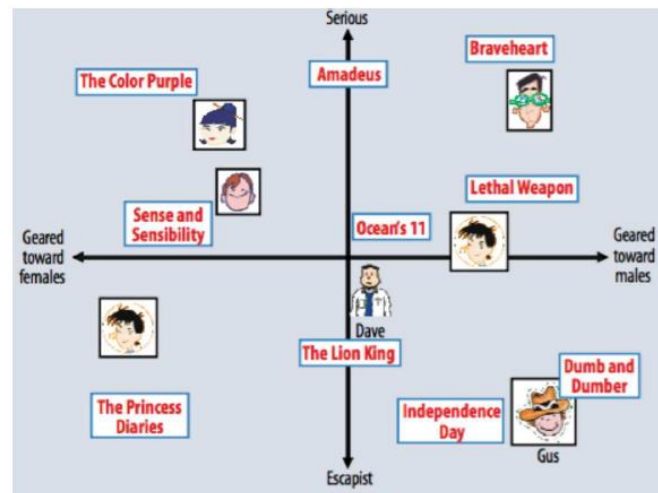 Serious
Braveheart
Amadeus
The Color Purple
Lethal Weapon
Sense and
Sensibility
Ocean's 11
Geared
toward
females
Geared
toward
males
Dave
The Lion King
Dumb and
Dumber
The Princess
Diaries
Independence
Day
Gus
Escapist